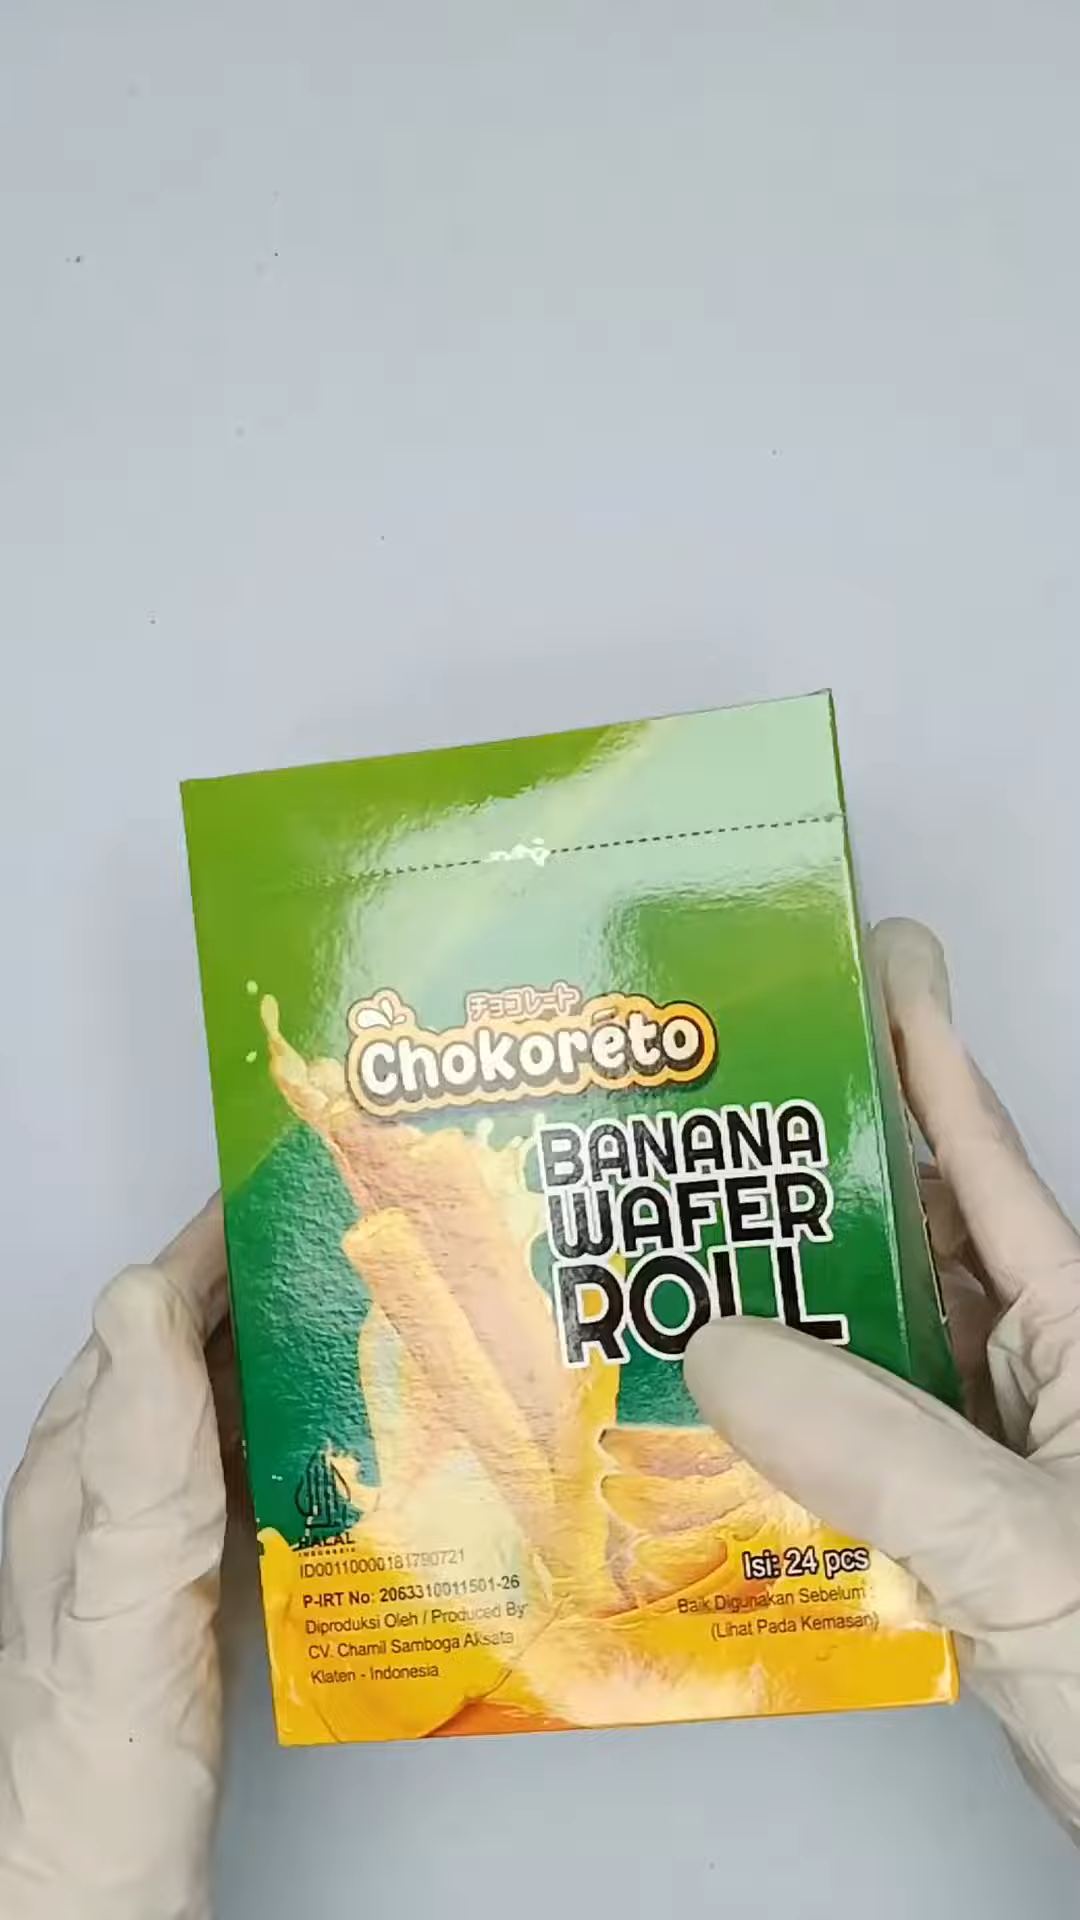 チョコレート
Chokoreto
BANANA
WAFER
ROLL
HALAL
INDONESIA
ID00110000181790721
P-IRT No: 2063310011501-26
Diproduksi Oleh / Produced By:
CV. Chamil Samboga Aksata
Klaten - Indonesia
Isi: 24 pcs
Baik Digunakan Sebelum :
(Lihat Pada Kemasan)